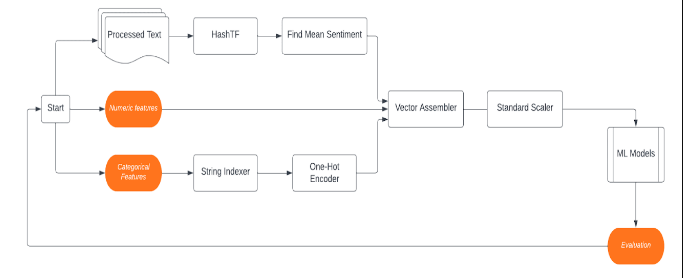 Processed Text
HashTF
Find Mean Sentiment
Start
Numeric features
Vector Assembler
Standard Scaler
ML Models
Categorical
Features
String Indexer
One-Hot
Encoder
Evaluation